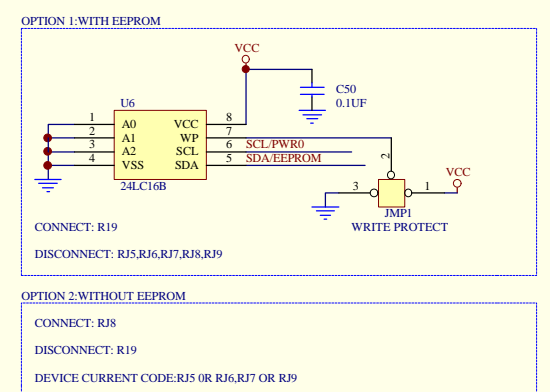 OPTION 1:WITH EEPROM
VCC
C50
0.1UF
U6
1 A0 VCC 8
2 A1 WP 7
3 A2 SCL 6 SCL/PWR0
4 VSS SDA 5 SDA/EEPROM
24LC16B
2
VCC
3 1
JMP1
WRITE PROTECT
CONNECT: R19
DISCONNECT: RJ5,RJ6,RJ7,RJ8,RJ9
OPTION 2:WITHOUT EEPROM
CONNECT: RJ8
DISCONNECT: R19
DEVICE CURRENT CODE:RJ5 0R RJ6,RJ7 OR RJ9